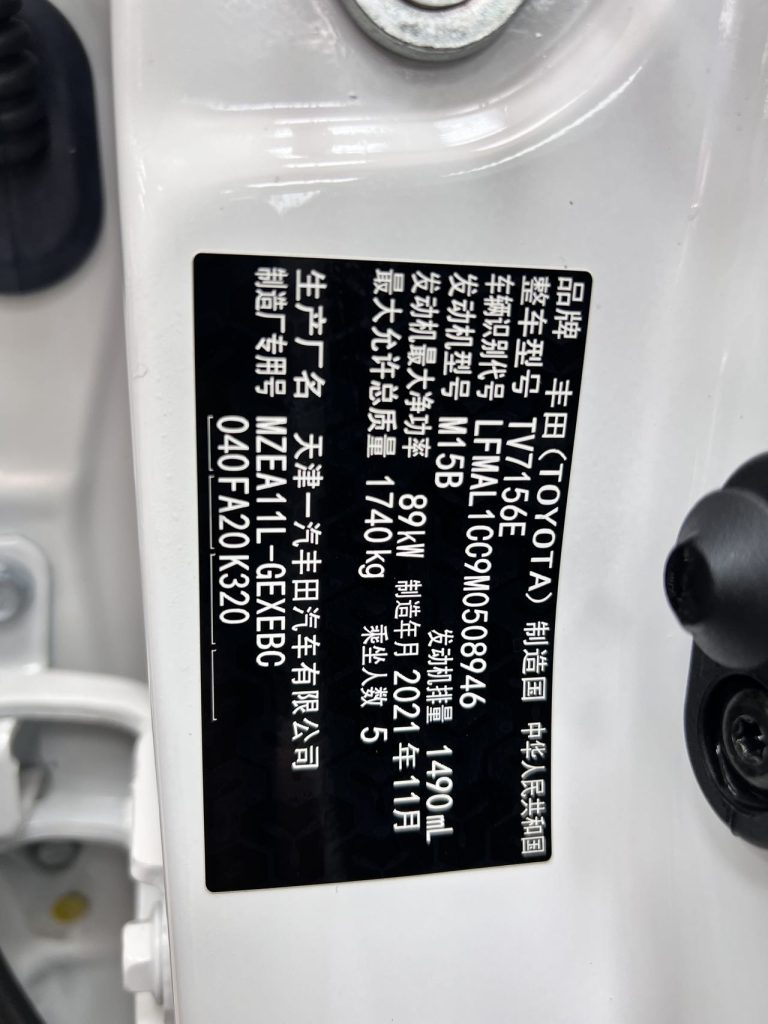 品牌 丰田(TOYOTA) 制造国 中华人民共和国
整车型号 TV7156E
车辆识别代号 LFMAL1CC9M0508946
发动机型号 M15B 发动机排量 1490mL
发动机最大净功率 89kW 制造年月 2021年11月
最大允许总质量 1740kg 乘坐人数 5
生产厂名 天津一汽丰田汽车有限公司
制造厂专用号 MZEA11L-GEXEBC
040FA20K320